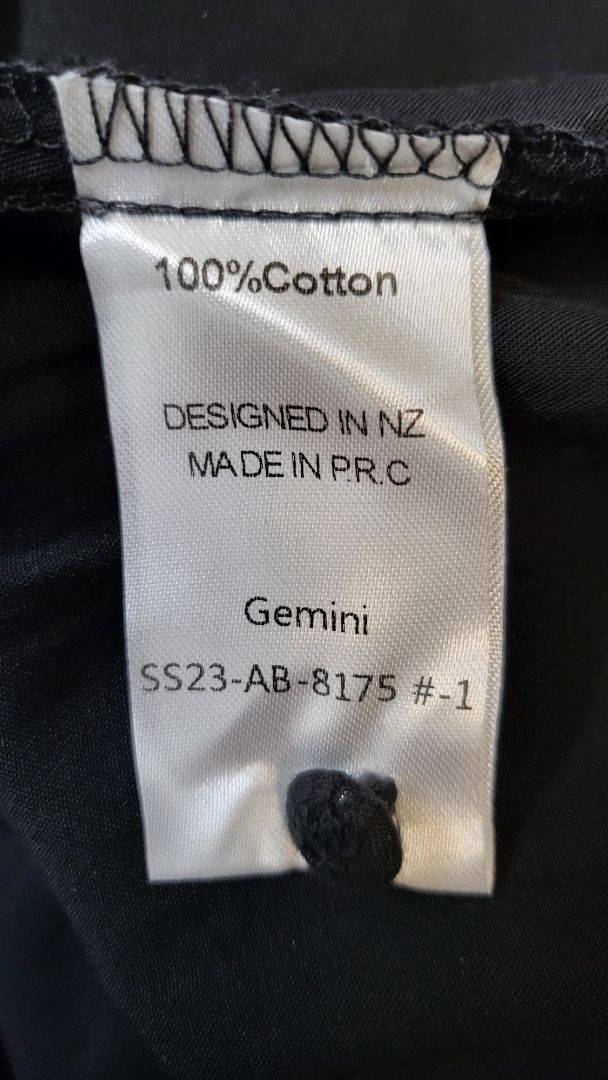 100%Cotton
DESIGNED IN NZ
MADE IN P.R.C
Gemini
SS23-AB-8175 #-1